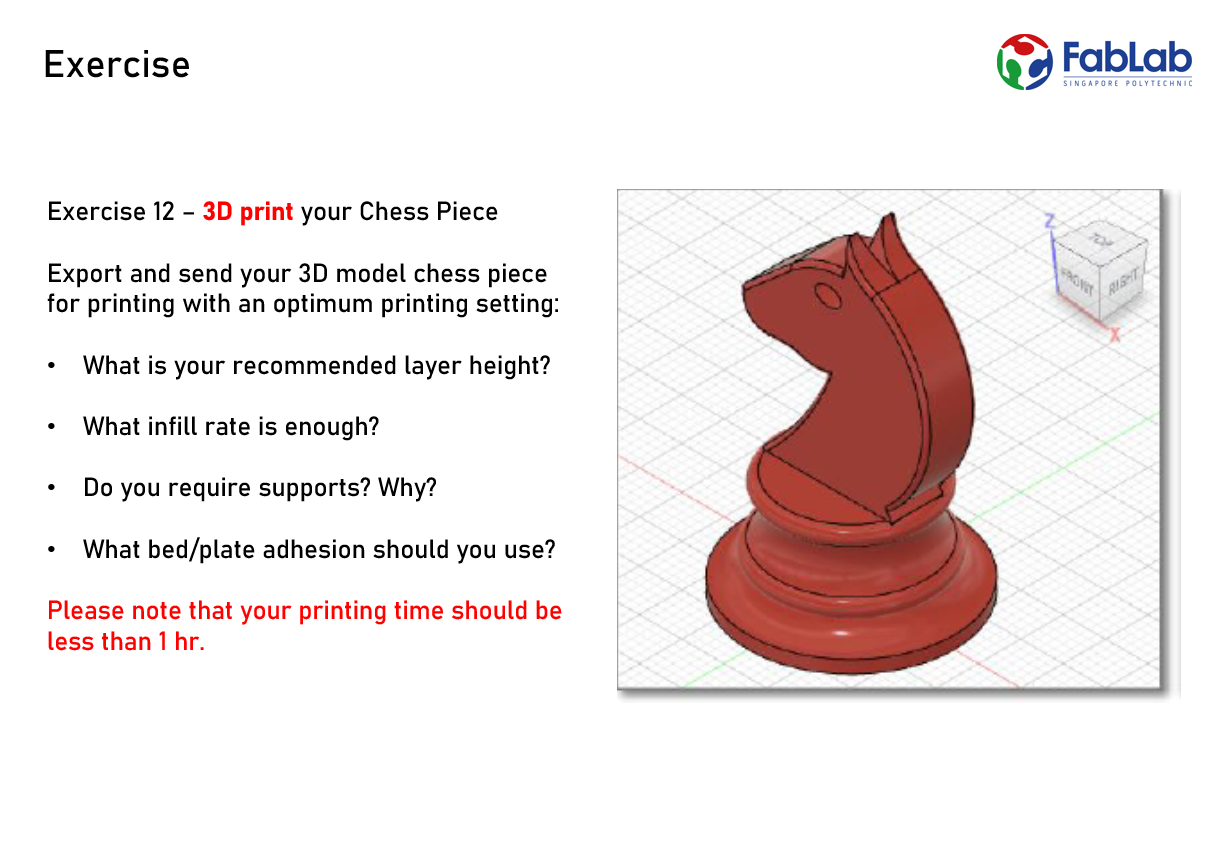 Exercise
FabLab
SINGAPORE POLYTECHNIC
Exercise 12 – 3D print your Chess Piece
Export and send your 3D model chess piece
for printing with an optimum printing setting:
• What is your recommended layer height?
• What infill rate is enough?
• Do you require supports? Why?
• What bed/plate adhesion should you use?
Please note that your printing time should be
less than 1 hr.
Z
TOP
FRONT
RIGHT
X